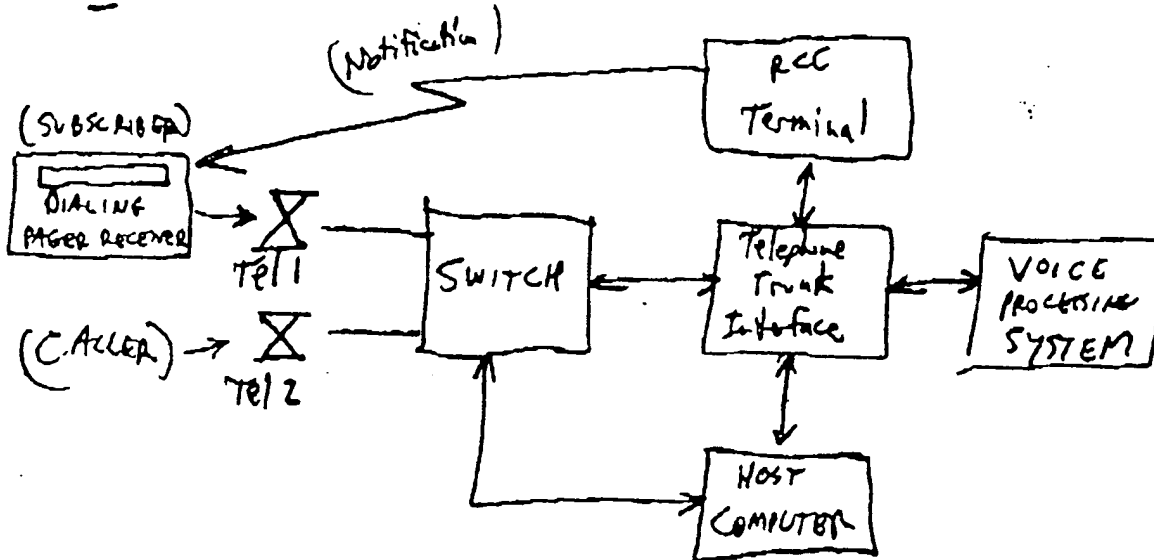 (Notification)
RCC
Terminal
(SUBSCRIBER)
DIALING
PAGER RECEIVER
Tel 1
SWITCH
Telephone
Trunk
Interface
VOICE
PROCESSING
SYSTEM
(CALLER)
Tel 2
HOST
COMPUTER